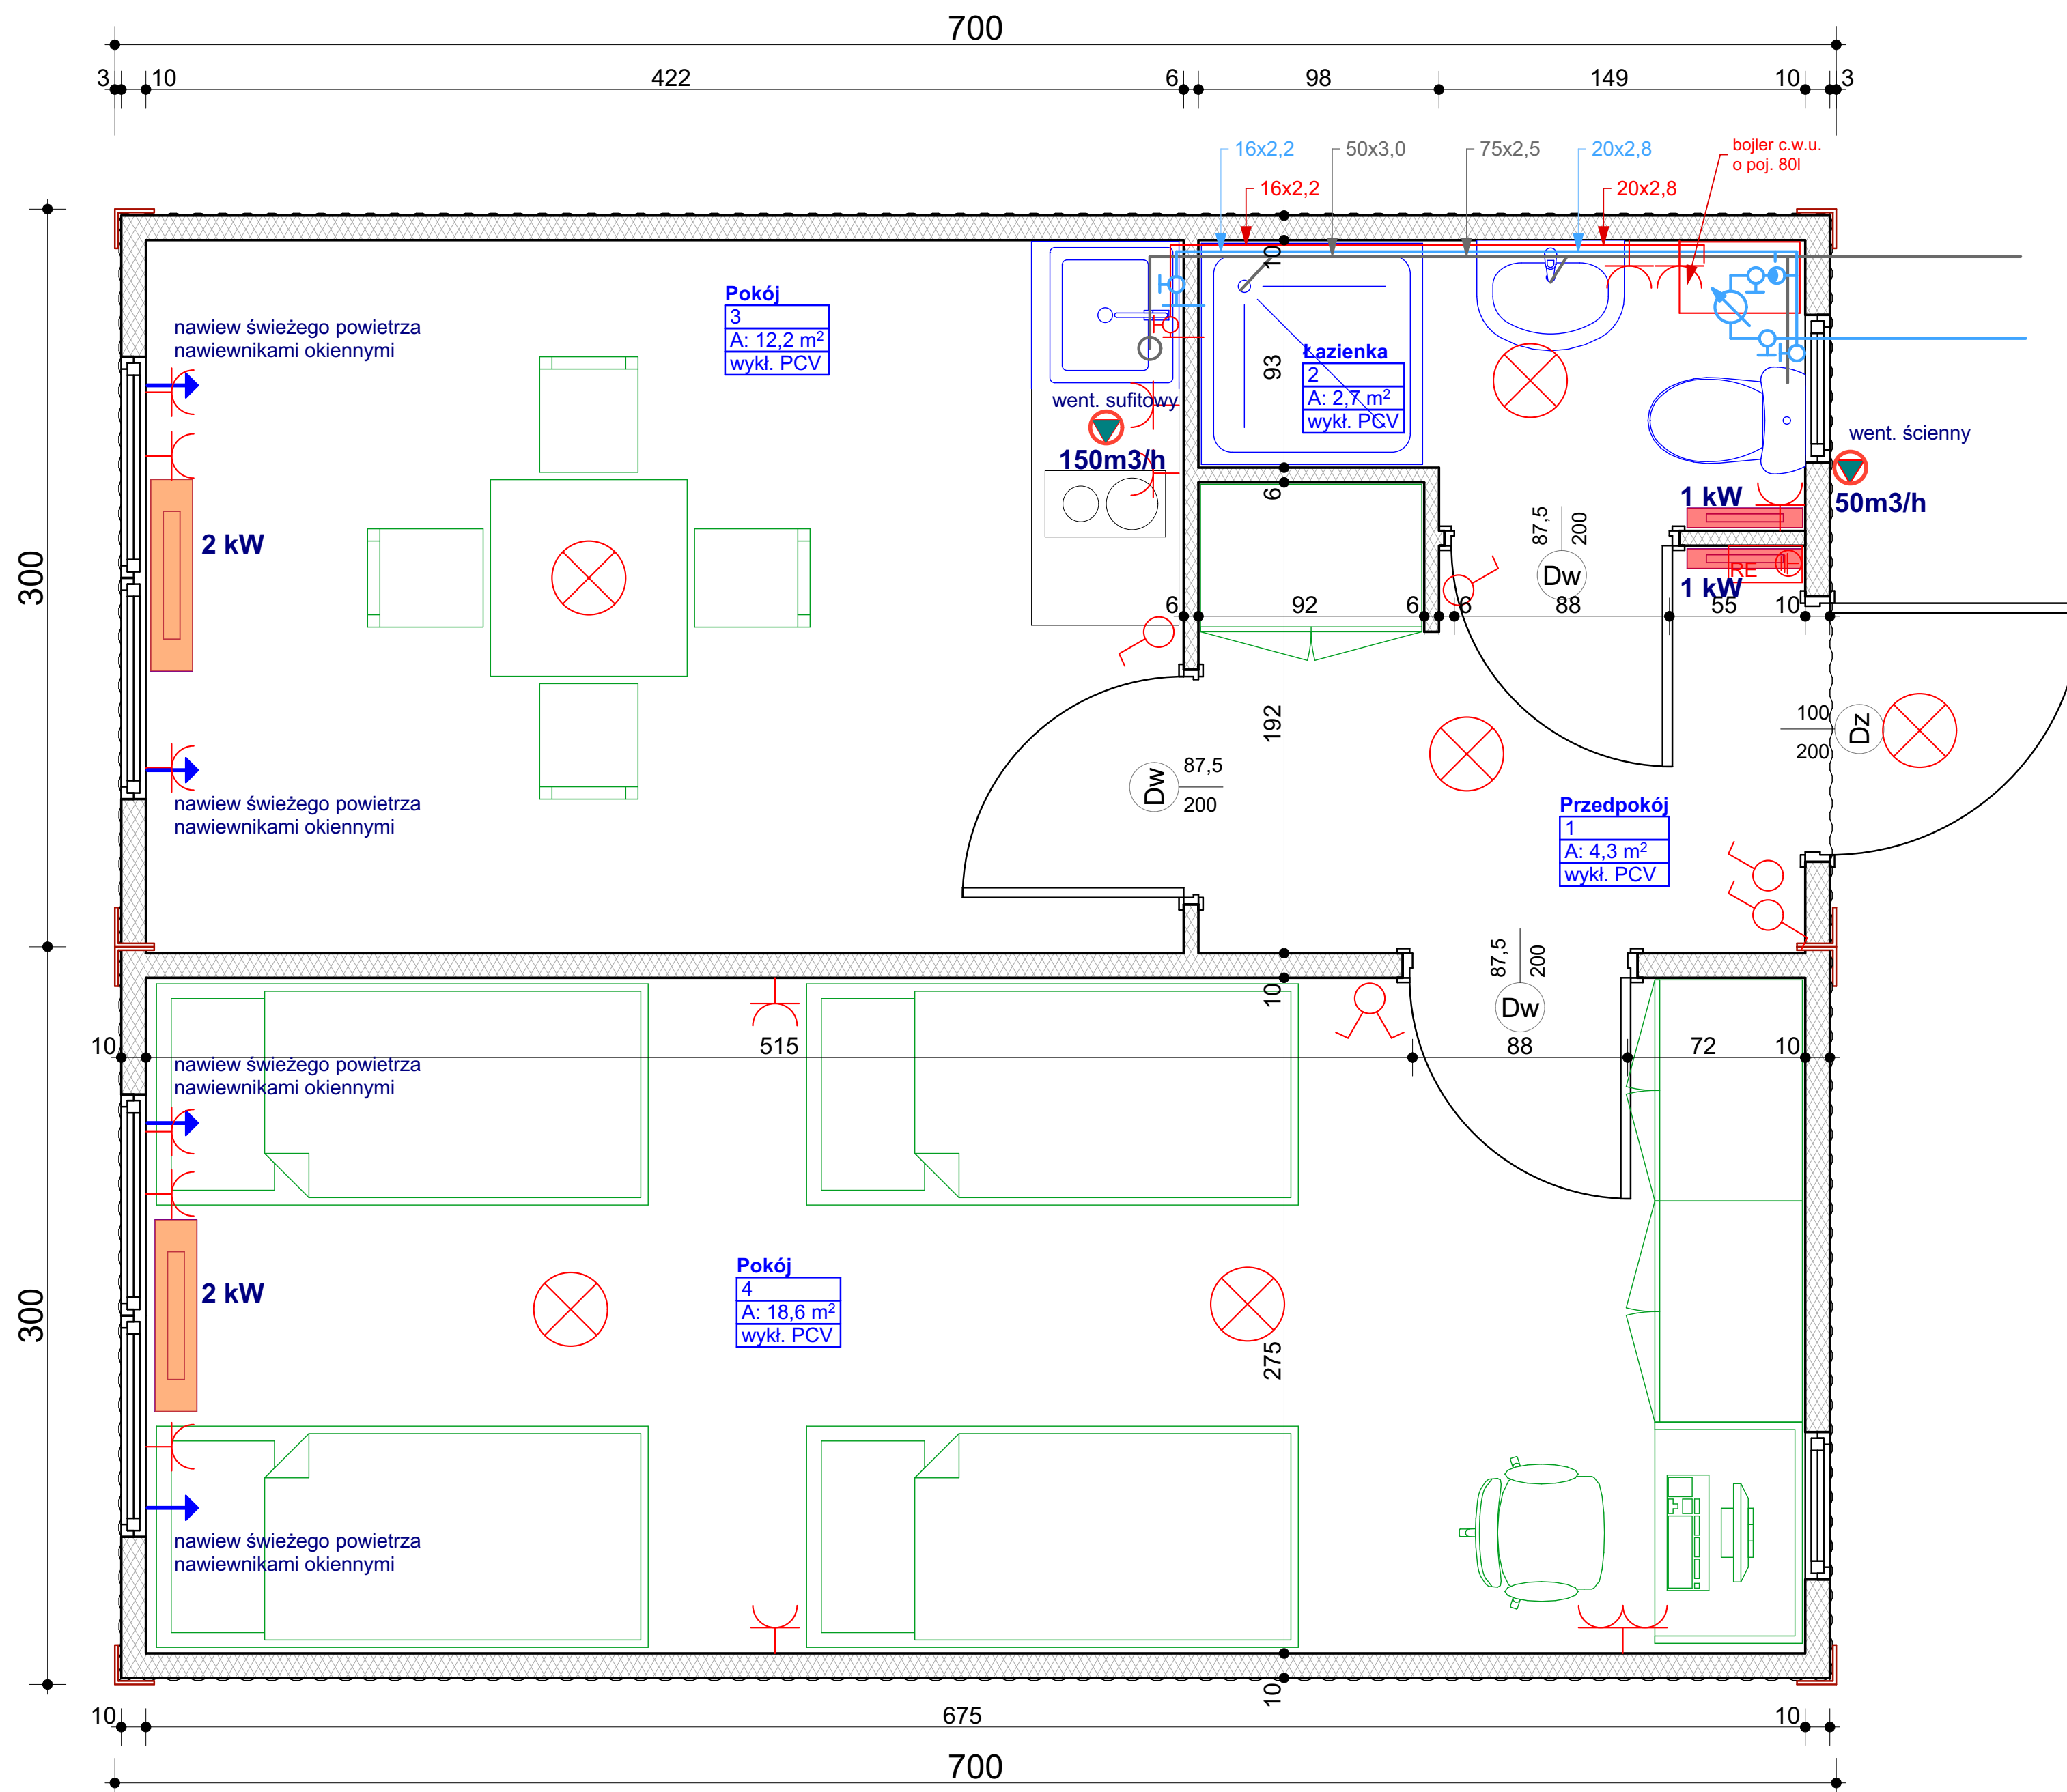 700
3 10 422 6 98 149 10 3
16x2,2 50x3,0 75x2,5 20x2,8
bojler c.w.u.
o poj. 80l
16x2,2 20x2,8
10
Pokój
3
A: 12,2 m²
wykł. PCV
nawiew świeżego powietrza
nawiewnikami okiennymi
Łazienka
2
A: 2,7 m²
wykł. PCV
93
went. sufitowy
150m3/h
went. ścienny
50m3/h
6
1 kW
87,5
200
Dw
2 kW
RE
1 kW
300
6 92 6 6 88 55 10
192
100
200
Dz
Dw
87,5
200
nawiew świeżego powietrza
nawiewnikami okiennymi
Przedpokój
1
A: 4,3 m²
wykł. PCV
87,5
200
Dw
10
10 515 88 72 10
nawiew świeżego powietrza
nawiewnikami okiennymi
Pokój
4
A: 18,6 m²
wykł. PCV
2 kW
300
275
nawiew świeżego powietrza
nawiewnikami okiennymi
10
10 675 10
700